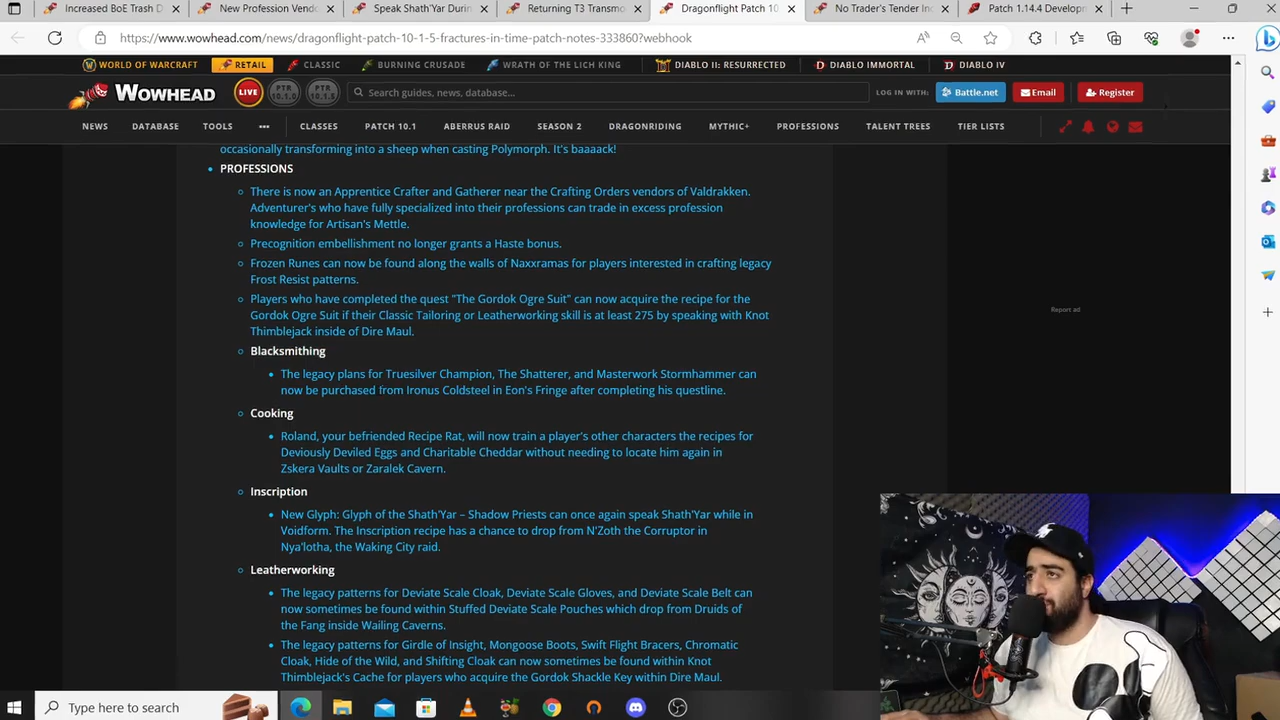 Increased BoE Trash D
New Profession Vendo
Speak Shath'Yar Durin
Returning T3 Transmo
Dragonflight Patch 10
No Trader's Tender In
Patch 1.14.4 Develop
https://www.wowhead.com/news/dragonflight-patch-10-1-5-fractures-in-time-patch-notes-333860?webhook
WORLD OF WARCRAFT RETAIL CLASSIC BURNING CRUSADE WRATH OF THE LICH KING DIABLO II: RESURRECTED DIABLO IMMORTAL DIABLO IV
WOWHEAD LIVE PTR 10.1.0 Search guides, news, database... LOG IN WITH: Battle.net Email Register
NEWS DATABASE TOOLS ••• CLASSES PATCH 10.1 ABERRUS RAID SEASON 2 DRAGONRIDING MYTHIC+ PROFESSIONS TALENT TREES TIER LISTS
occasionally transforming into a sheep when casting Polymorph. It's baaaack!
PROFESSIONS
There is now an Apprentice Crafter and Gatherer near the Crafting Orders vendors of Valdrakken.
Adventurer's who have fully specialized into their professions can trade in excess profession
knowledge for Artisan's Mettle.
Precognition embellishment no longer grants a Haste bonus.
Frozen Runes can now be found along the walls of Naxxramas for players interested in crafting legacy
Frost Resist patterns.
Players who have completed the quest "The Gordok Ogre Suit" can now acquire the recipe for the
Gordok Ogre Suit if their Classic Tailoring or Leatherworking skill is at least 275 by speaking with Knot
Thimblejack inside of Dire Maul.
Blacksmithing
The legacy plans for Truesilver Champion, The Shatterer, and Masterwork Stormhammer can
now be purchased from Ironus Coldsteel in Eon's Fringe after completing his questline.
Cooking
Roland, your befriended Recipe Rat, will now train a player's other characters the recipes for
Deviously Deviled Eggs and Charitable Cheddar without needing to locate him again in
Zskera Vaults or Zaralek Cavern.
Inscription
New Glyph: Glyph of the Shath'Yar – Shadow Priests can once again speak Shath'Yar while in
Voidform. The Inscription recipe has a chance to drop from N'Zoth the Corruptor in
Nya'lotha, the Waking City raid.
Leatherworking
The legacy patterns for Deviate Scale Cloak, Deviate Scale Gloves, and Deviate Scale Belt can
now sometimes be found within Stuffed Deviate Scale Pouches which drop from Druids of
the Fang inside Wailing Caverns.
The legacy patterns for Girdle of Insight, Mongoose Boots, Swift Flight Bracers, Chromatic
Cloak, Hide of the Wild, and Shifting Cloak can now sometimes be found within Knot
Thimblejack's Cache for players who acquire the Gordok Shackle Key within Dire Maul.
Report ad
Type here to search